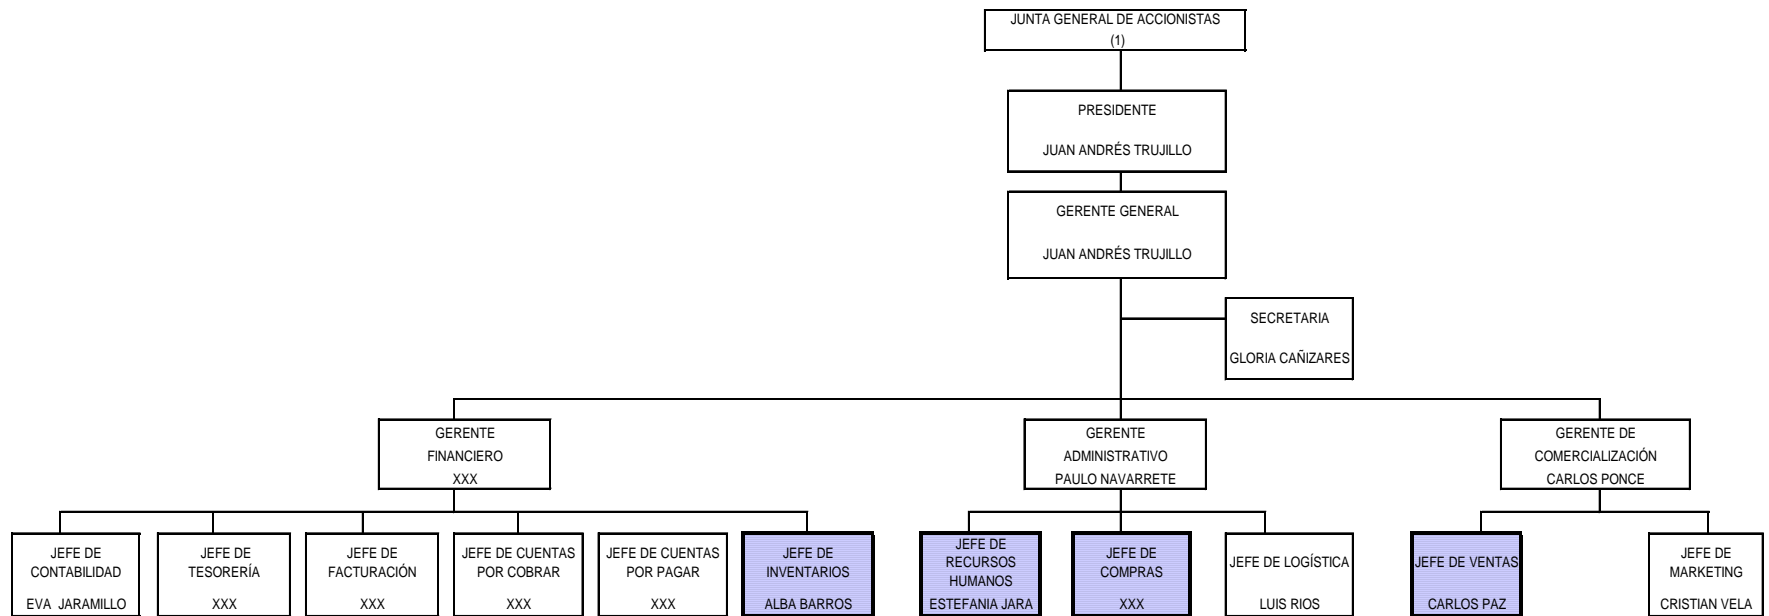 JUNTA GENERAL DE ACCIONISTAS
(1)
PRESIDENTE
JUAN ANDRÉS TRUJILLO
GERENTE GENERAL
JUAN ANDRÉS TRUJILLO
SECRETARIA
GLORIA CAÑIZARES
GERENTE
FINANCIERO
XXX
GERENTE
ADMINISTRATIVO
PAULO NAVARRETE
GERENTE DE
COMERCIALIZACIÓN
CARLOS PONCE
JEFE DE
CONTABILIDAD
EVA JARAMILLO
JEFE DE
TESORERÍA
XXX
JEFE DE
FACTURACIÓN
XXX
JEFE DE CUENTAS
POR COBRAR
XXX
JEFE DE CUENTAS
POR PAGAR
XXX
JEFE DE
INVENTARIOS
ALBA BARROS
JEFE DE
RECURSOS
HUMANOS
ESTEFANIA JARA
JEFE DE
COMPRAS
XXX
JEFE DE LOGÍSTICA
LUIS RIOS
JEFE DE VENTAS
CARLOS PAZ
JEFE DE
MARKETING
CRISTIAN VELA